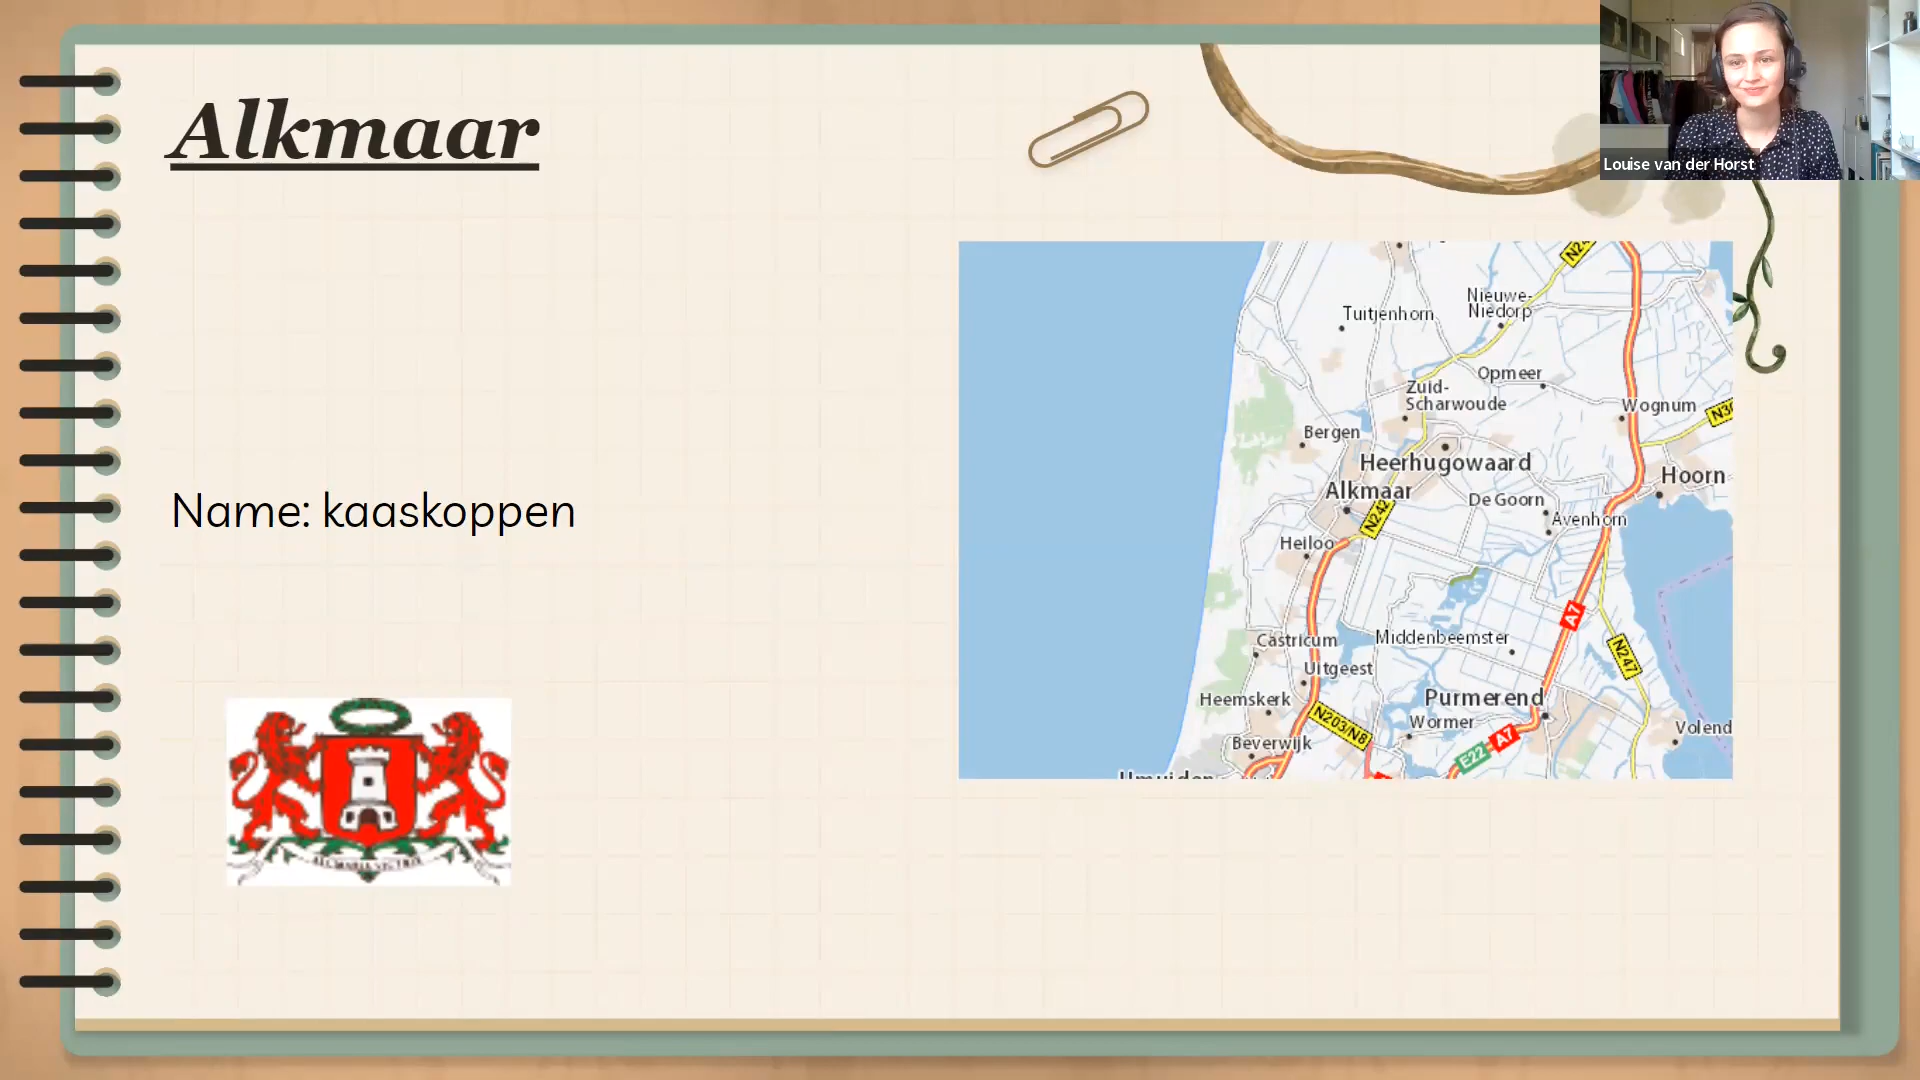 Alkmaar
Louise van der Horst
Name: kaaskoppen
Nieuwe-
Niedorp
Tuitjenhorn
Opmeer
Zuid-
Scharwoude
Wognum
Bergen
Heerhugowaard
Hoorn
Alkmaar
De Goorn
N242
Avenhorn
Heiloo
A7
Castricum
Middenbeemster
Uitgeest
N247
Heemskerk
Purmerend
N203/N8
Wormer
Volend
Beverwijk
E22
A7